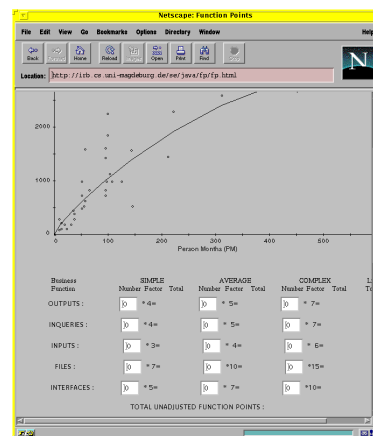 Netscape: Function Points
File Edit View Go Bookmarks Options Directory Window Help
Back Forward Home Reload Images Open Print Find Stop
N
Location: http://irb.cs.uni-magdeburg.de/se/java/fp/fp.html
2000
1000
0
0 100 200 300 400 500
Person Months (PM)
Business SIMPLE AVERAGE COMPLEX
Function Number Factor Total Number Factor Total Number Factor Total
OUTPUTS : 0 * 4= 0 * 5= 0 * 7=
INQUERIES : 0 * 4= 0 * 5= 0 * 7=
INPUTS : 0 * 3= 0 * 4= 0 * 6=
FILES : 0 * 7= 0 *10= 0 *15=
INTERFACES : 0 * 5= 0 * 7= 0 *10=
TOTAL UNADJUSTED FUNCTION POINTS :